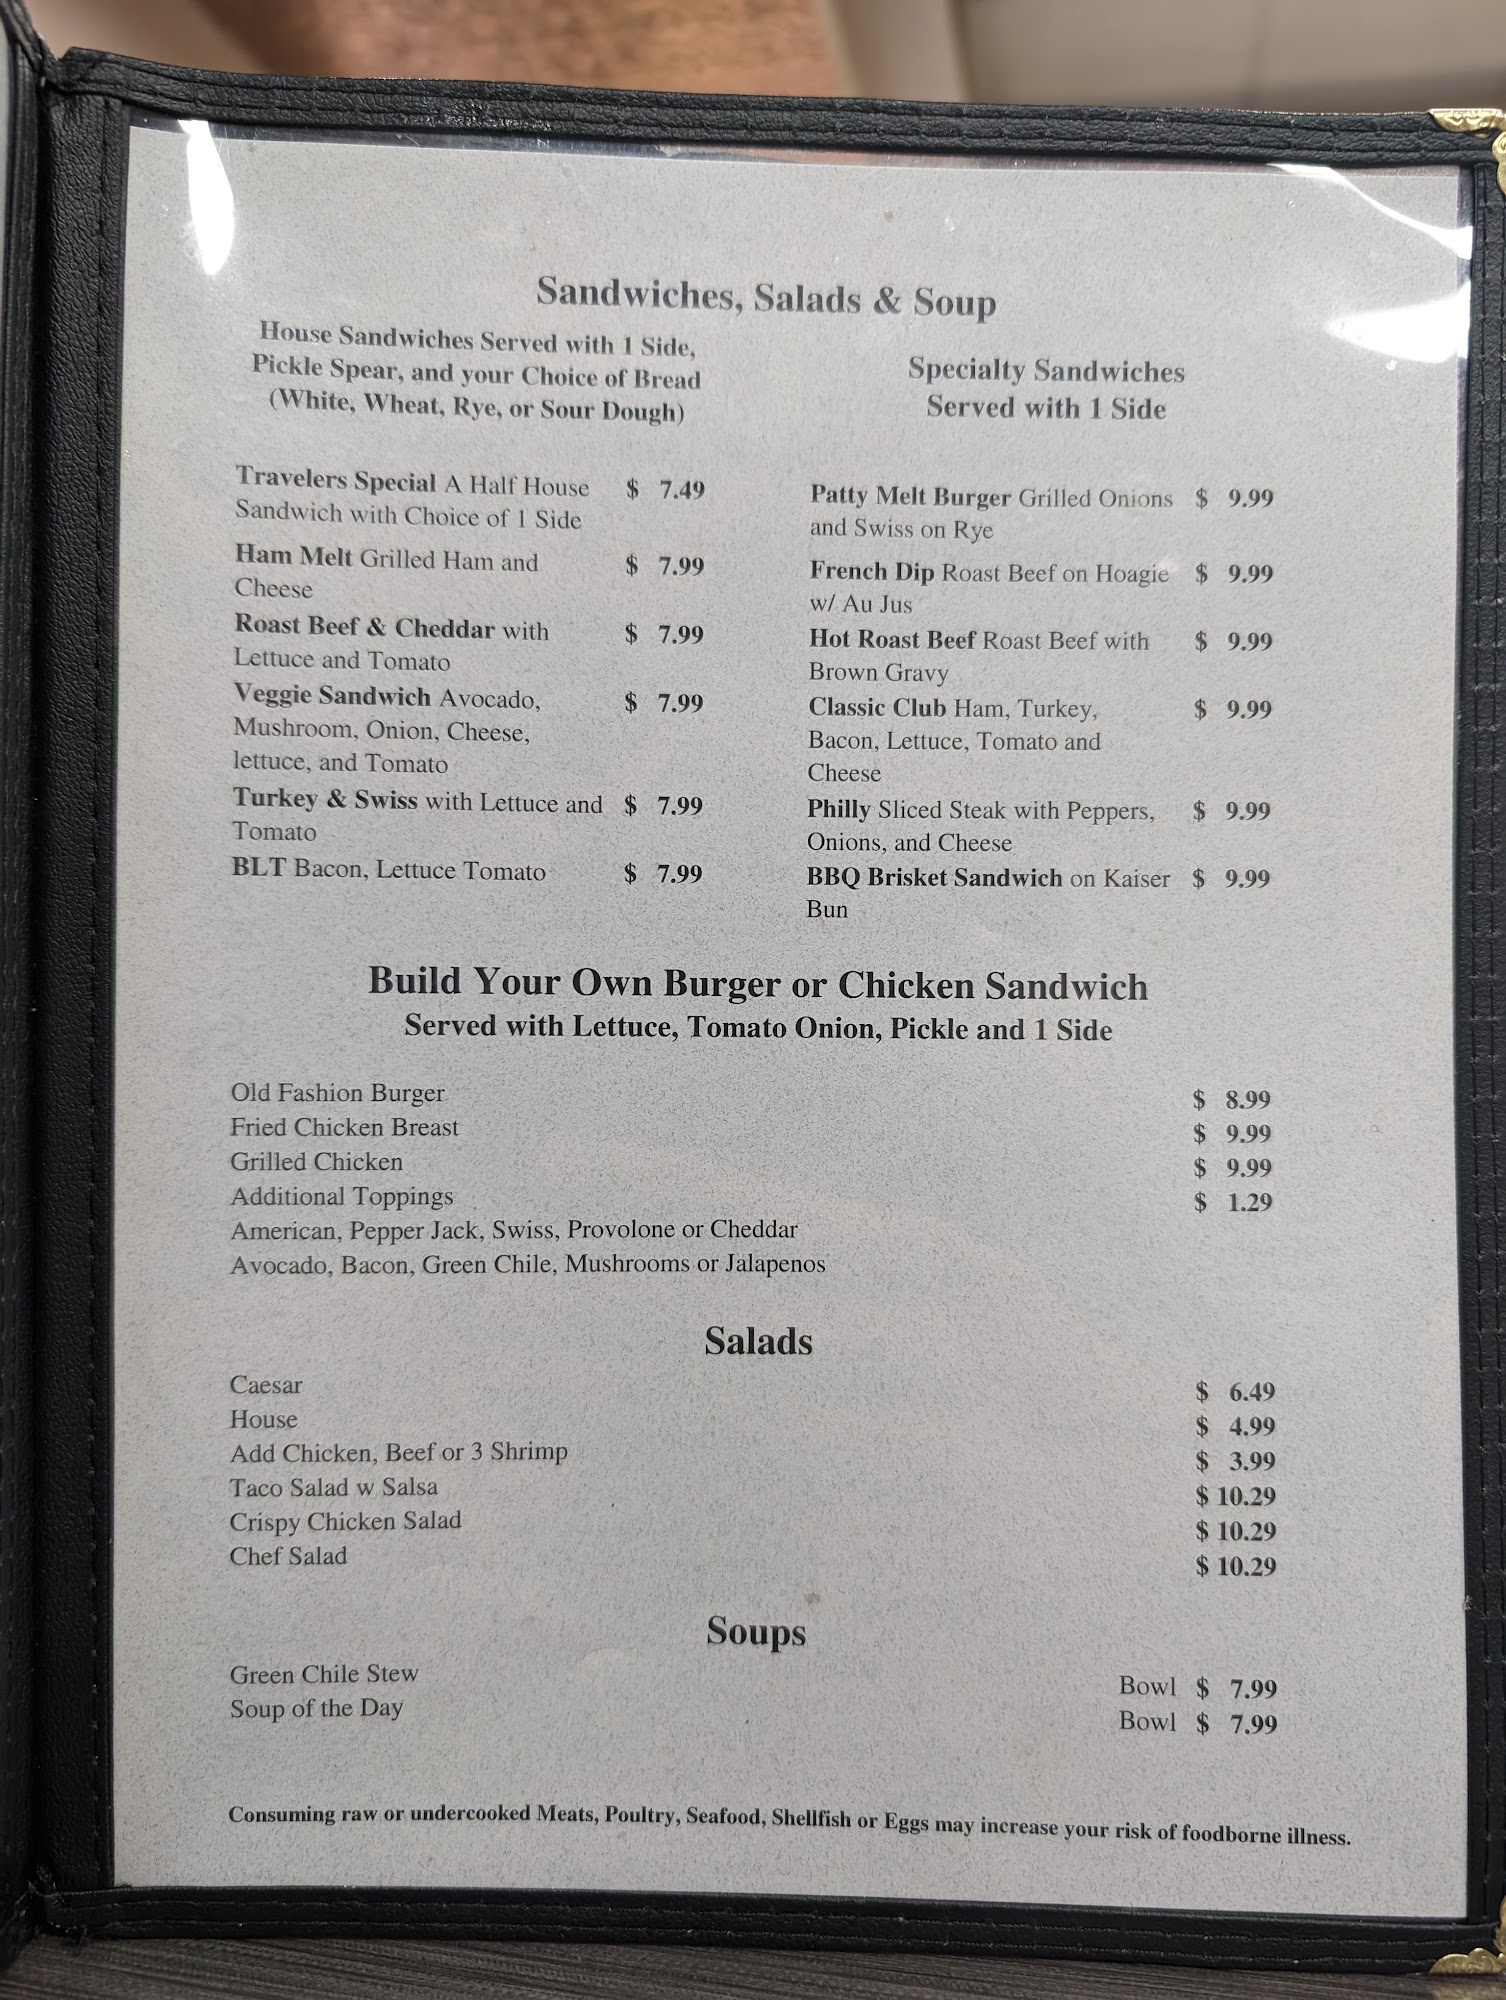 Sandwiches, Salads & Soup
House Sandwiches Served with 1 Side,
Pickle Spear, and your Choice of Bread
(White, Wheat, Rye, or Sour Dough)
Travelers Special A Half House $ 7.49
Sandwich with Choice of 1 Side
Ham Melt Grilled Ham and $ 7.99
Cheese
Roast Beef & Cheddar with $ 7.99
Lettuce and Tomato
Veggie Sandwich Avocado, $ 7.99
Mushroom, Onion, Cheese,
lettuce, and Tomato
Turkey & Swiss with Lettuce and $ 7.99
Tomato
BLT Bacon, Lettuce Tomato $ 7.99
Specialty Sandwiches
Served with 1 Side
Patty Melt Burger Grilled Onions $ 9.99
and Swiss on Rye
French Dip Roast Beef on Hoagie $ 9.99
w/ Au Jus
Hot Roast Beef Roast Beef with $ 9.99
Brown Gravy
Classic Club Ham, Turkey, $ 9.99
Bacon, Lettuce, Tomato and
Cheese
Philly Sliced Steak with Peppers, $ 9.99
Onions, and Cheese
BBQ Brisket Sandwich on Kaiser $ 9.99
Bun
Build Your Own Burger or Chicken Sandwich
Served with Lettuce, Tomato Onion, Pickle and 1 Side
Old Fashion Burger $ 8.99
Fried Chicken Breast $ 9.99
Grilled Chicken $ 9.99
Additional Toppings $ 1.29
American, Pepper Jack, Swiss, Provolone or Cheddar
Avocado, Bacon, Green Chile, Mushrooms or Jalapenos
Salads
Caesar $ 6.49
House $ 4.99
Add Chicken, Beef or 3 Shrimp $ 3.99
Taco Salad w Salsa $ 10.29
Crispy Chicken Salad $ 10.29
Chef Salad $ 10.29
Soups
Green Chile Stew Bowl $ 7.99
Soup of the Day Bowl $ 7.99
Consuming raw or undercooked Meats, Poultry, Seafood, Shellfish or Eggs may increase your risk of foodborne illness.